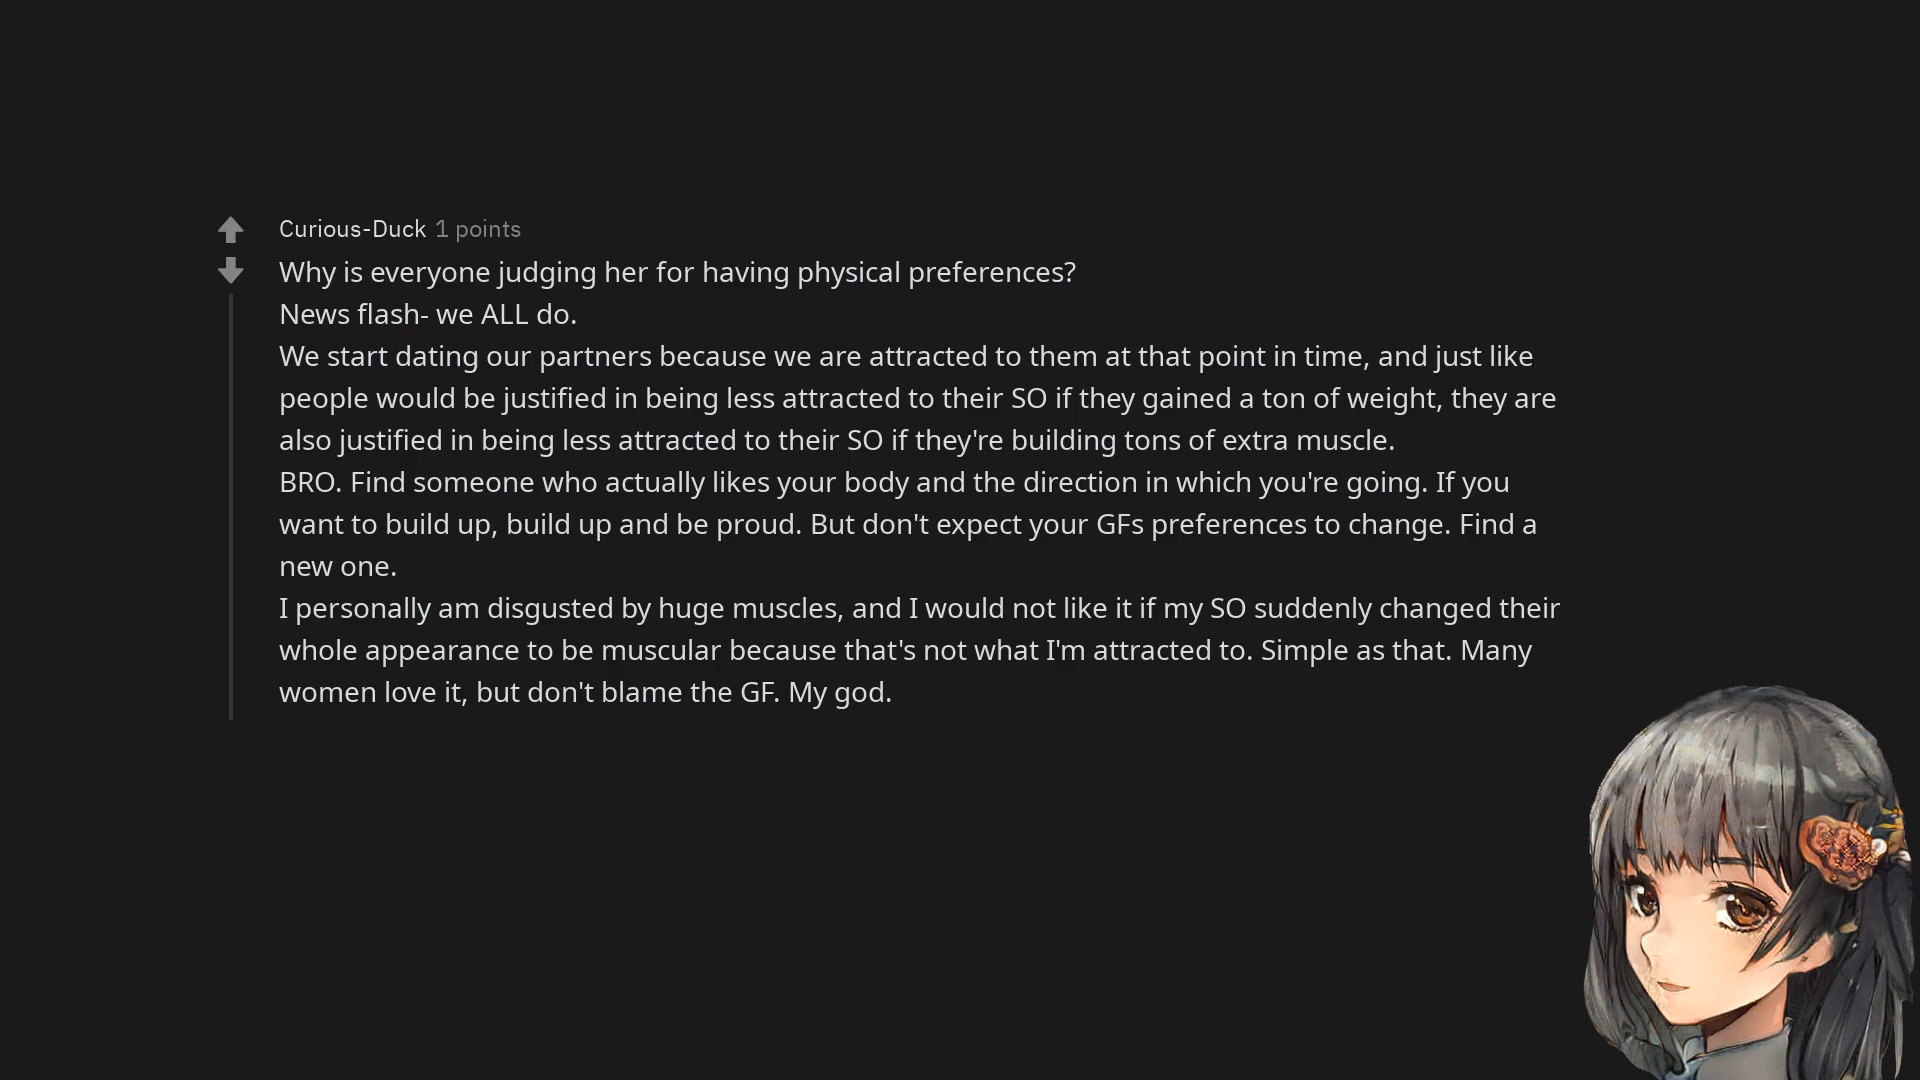 Curious-Duck 1 points
Why is everyone judging her for having physical preferences?
News flash- we ALL do.
We start dating our partners because we are attracted to them at that point in time, and just like
people would be justified in being less attracted to their SO if they gained a ton of weight, they are
also justified in being less attracted to their SO if they're building tons of extra muscle.
BRO. Find someone who actually likes your body and the direction in which you're going. If you
want to build up, build up and be proud. But don't expect your GFs preferences to change. Find a
new one.
I personally am disgusted by huge muscles, and I would not like it if my SO suddenly changed their
whole appearance to be muscular because that's not what I'm attracted to. Simple as that. Many
women love it, but don't blame the GF. My god.